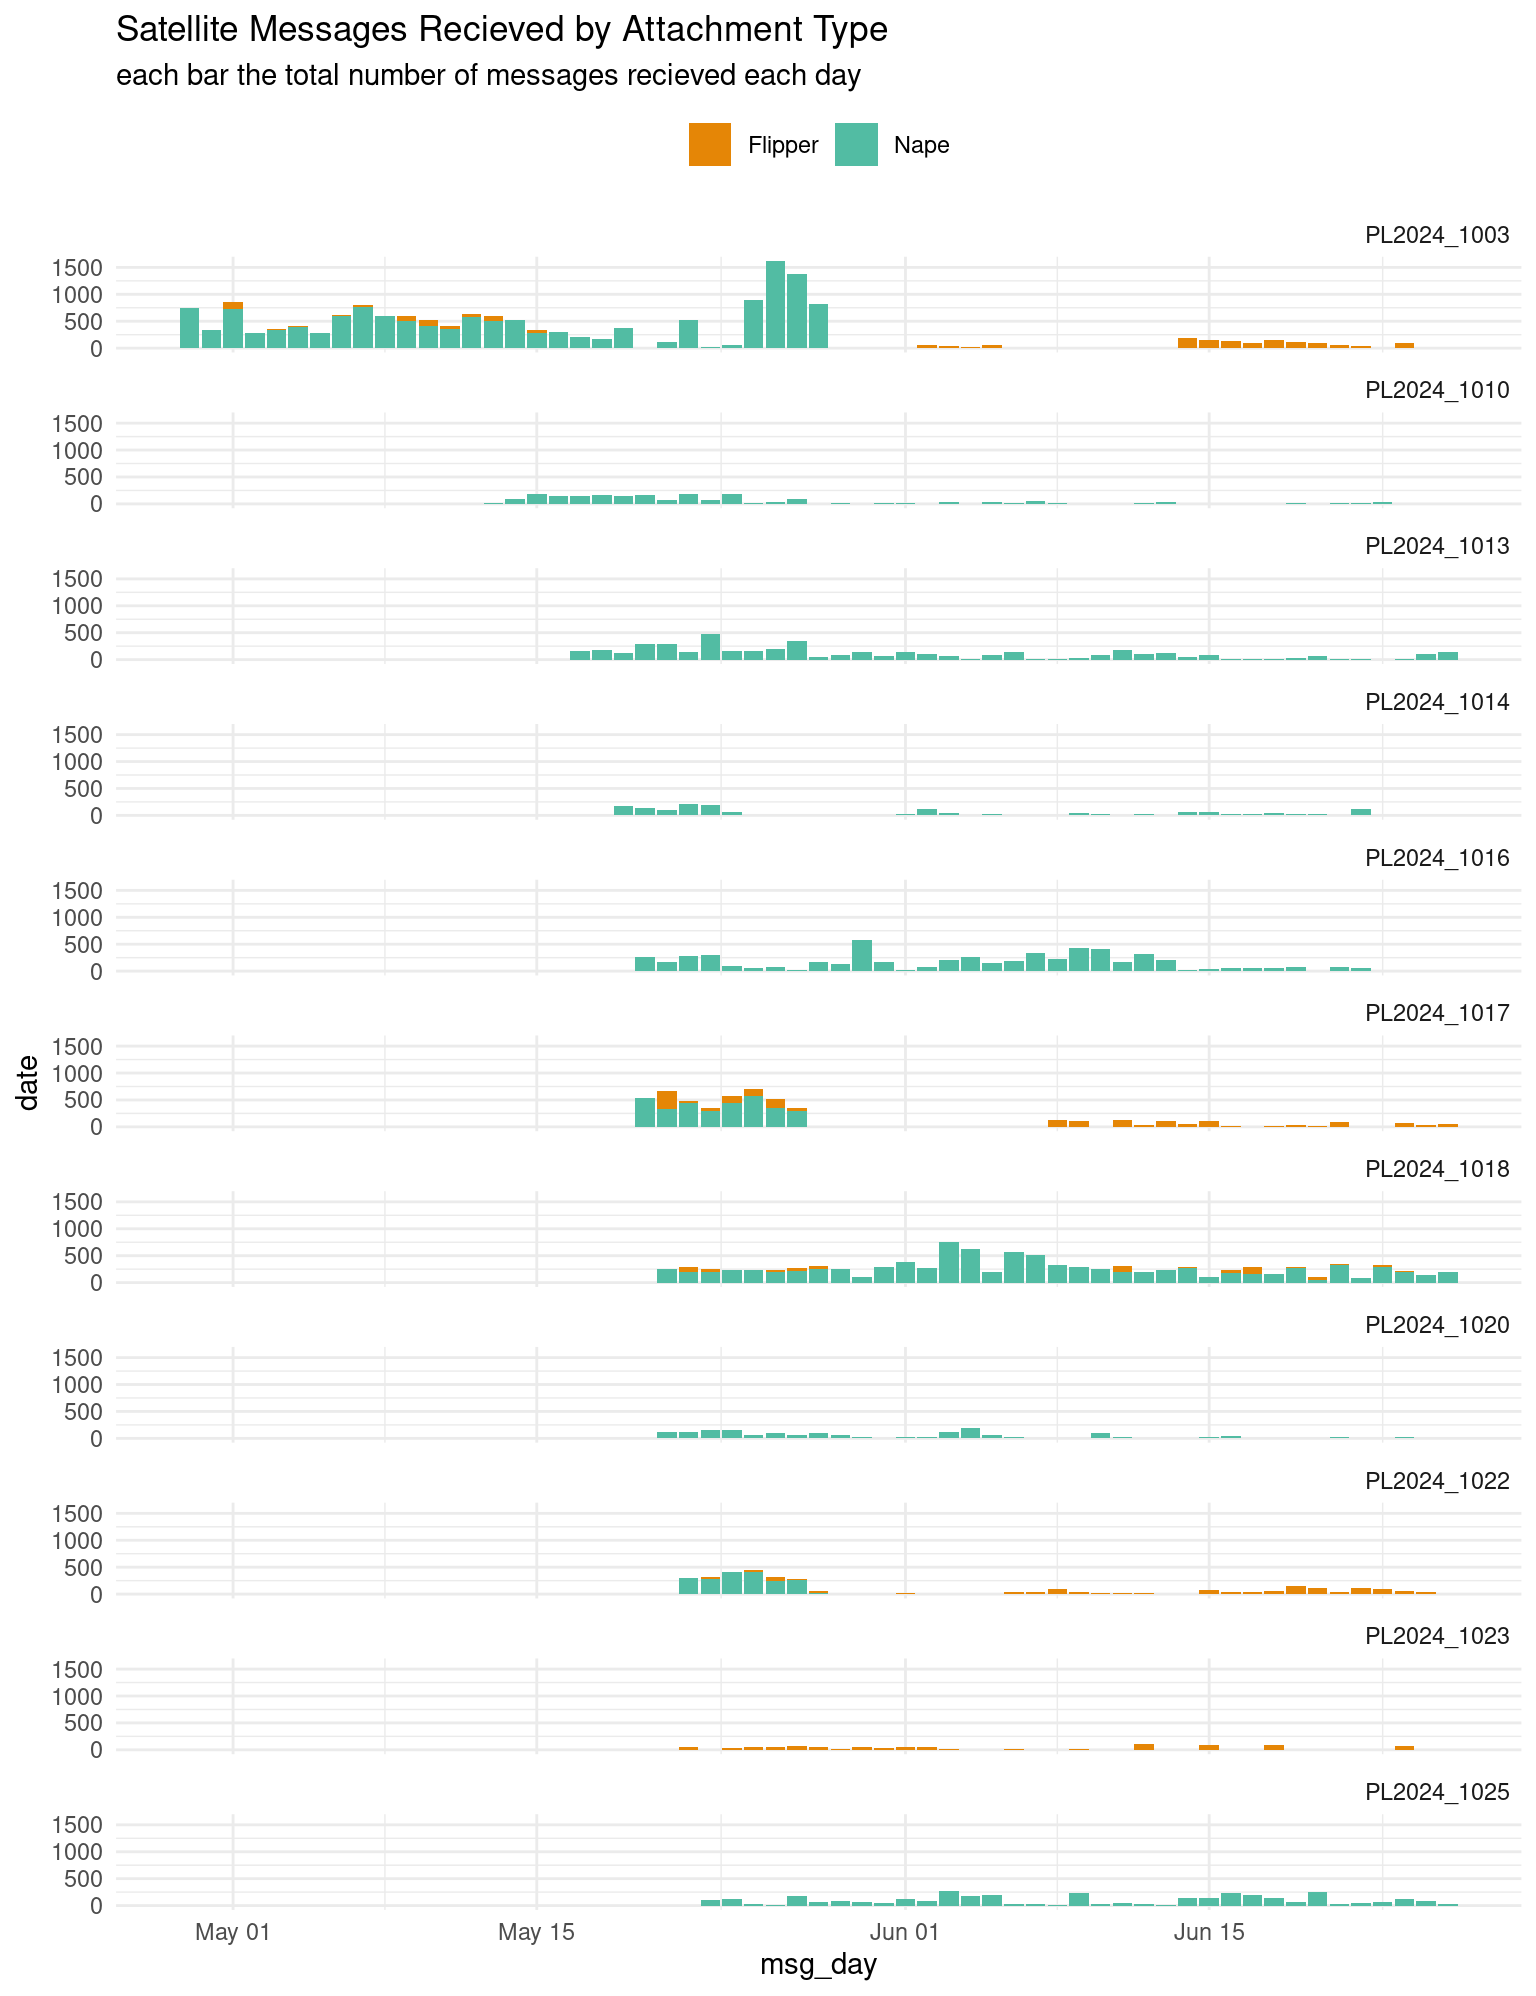 Satellite Messages Recieved by Attachment Type
each bar the total number of messages recieved each day
Flipper Nape
PL2024_1003
1500
1000
500
0
PL2024_1010
1500
1000
500
0
PL2024_1013
1500
1000
500
0
PL2024_1014
1500
1000
500
0
PL2024_1016
1500
1000
500
0
PL2024_1017
1500
1000
500
0
date
PL2024_1018
1500
1000
500
0
PL2024_1020
1500
1000
500
0
PL2024_1022
1500
1000
500
0
PL2024_1023
1500
1000
500
0
PL2024_1025
1500
1000
500
0
May 01 May 15 Jun 01 Jun 15
msg_day